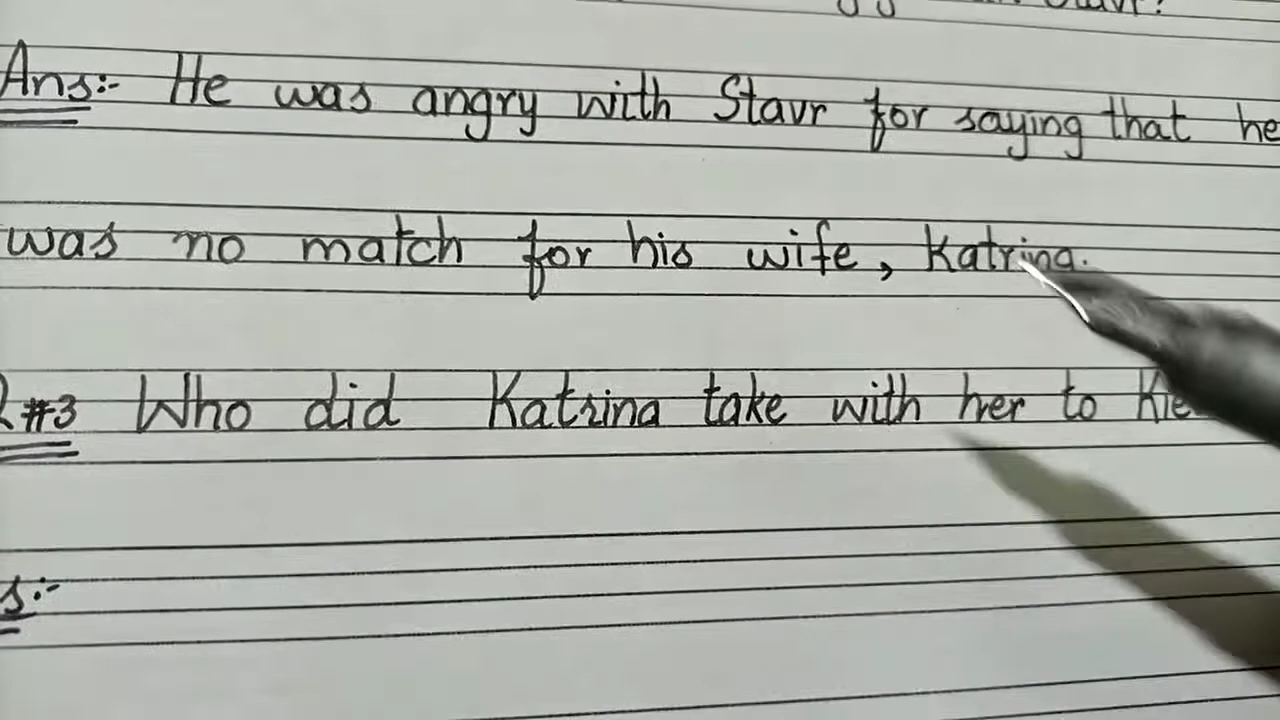 Stavr?
Ans:- He was angry with Stavr for saying that he
was no match for his wife, Katrina.
#3 Who did Katrina take with her to
s:-